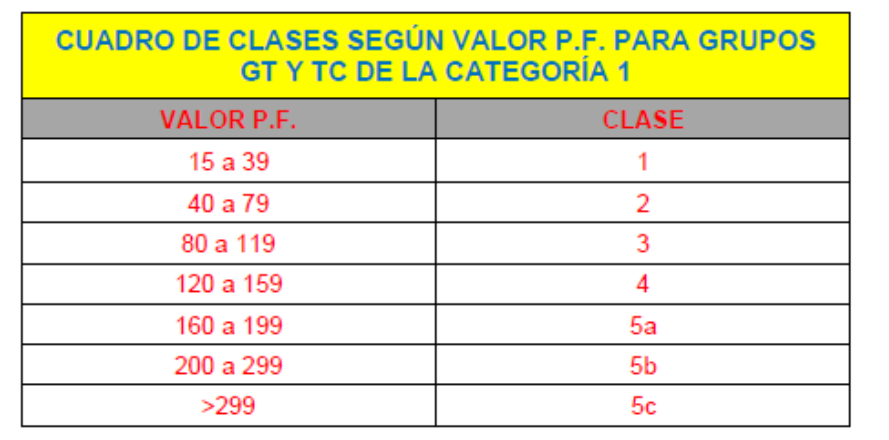 CUADRO DE CLASES SEGÚN VALOR P.F. PARA GRUPOS
GT Y TC DE LA CATEGORÍA 1
VALOR P.F. CLASE
15 a 39 1
40 a 79 2
80 a 119 3
120 a 159 4
160 a 199 5a
200 a 299 5b
>299 5c